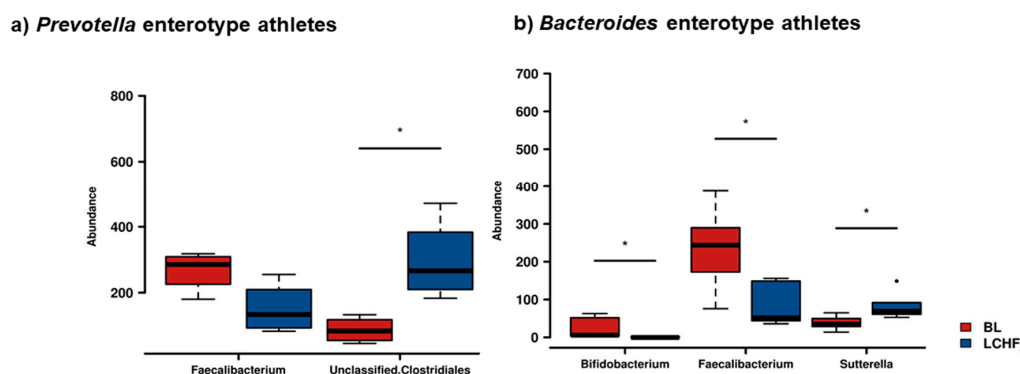 a) Prevotella enterotype athletes
800
600
400
200
Abundance
*
Faecalibacterium
Unclassified.Clostridiales
b) Bacteroides enterotype athletes
700
600
500
400
300
200
100
0
Abundance
*
*
*
Bifidobacterium
Faecalibacterium
Sutterella
BL
LCHF